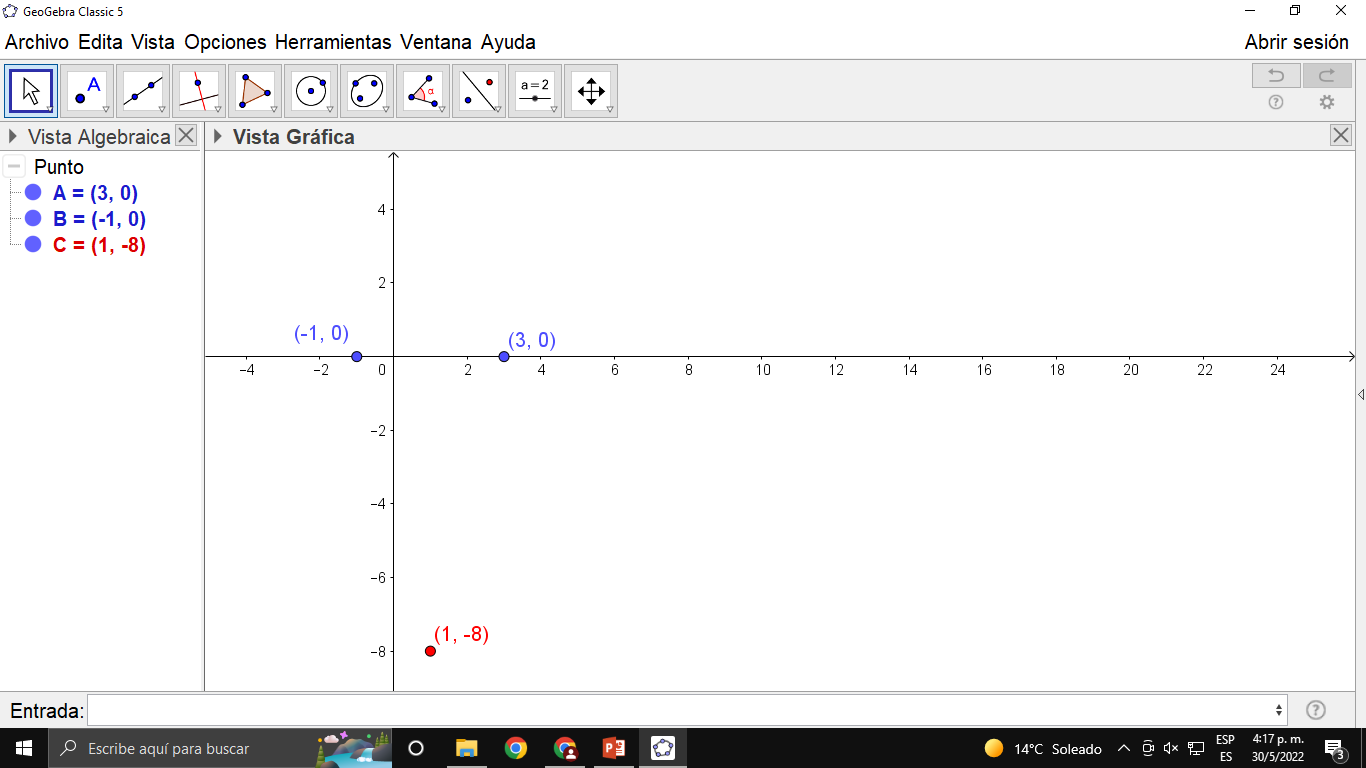 GeoGebra Classic 5
Archivo Edita Vista Opciones Herramientas Ventana Ayuda
Abrir sesión
A
α
a=2
?
Vista Algebraica
Vista Gráfica
Punto
A = (3, 0)
B = (-1, 0)
C = (1, -8)
4
2
(-1, 0)
(3, 0)
−4 −2 0 2 4 6 8 10 12 14 16 18 20 22 24
−2
−4
−6
(1, -8)
−8
Entrada:
?
Escribe aquí para buscar
14°C Soleado
ESP
ES
4:17 p. m.
30/5/2022
3